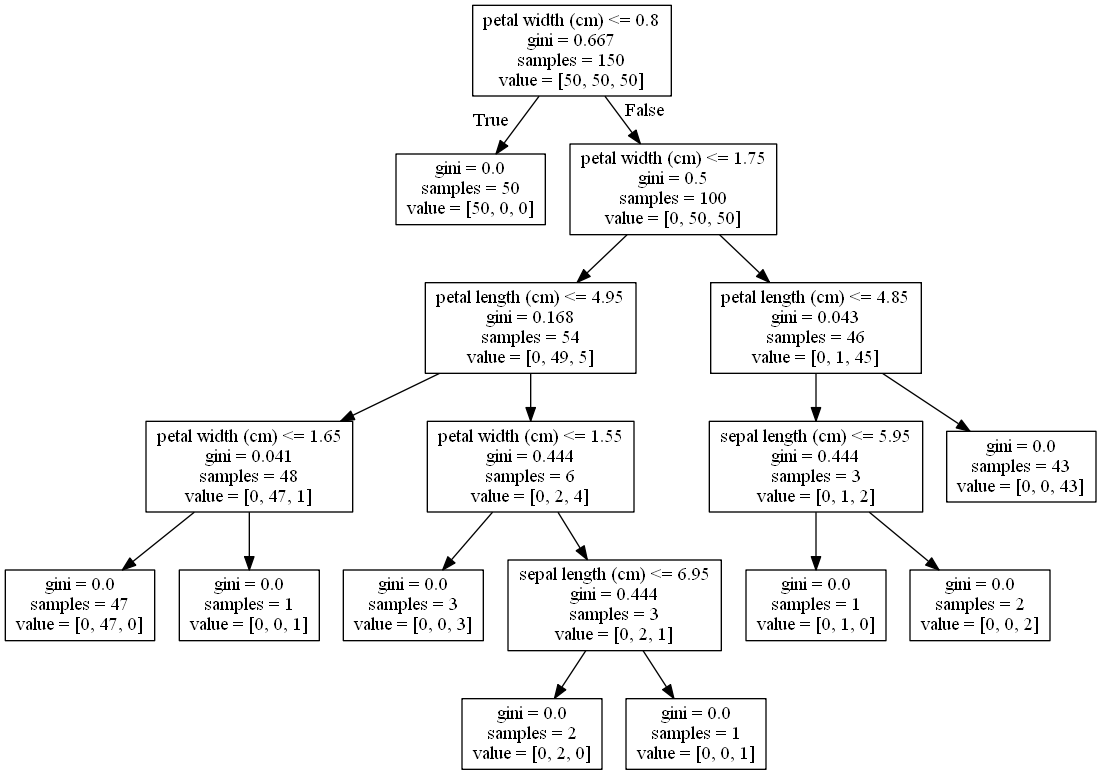 petal width (cm) <= 0.8
gini = 0.667
samples = 150
value = [50, 50, 50]
True
False
gini = 0.0
samples = 50
value = [50, 0, 0]
petal width (cm) <= 1.75
gini = 0.5
samples = 100
value = [0, 50, 50]
petal length (cm) <= 4.95
gini = 0.168
samples = 54
value = [0, 49, 5]
petal length (cm) <= 4.85
gini = 0.043
samples = 46
value = [0, 1, 45]
petal width (cm) <= 1.65
gini = 0.041
samples = 48
value = [0, 47, 1]
petal width (cm) <= 1.55
gini = 0.444
samples = 6
value = [0, 2, 4]
sepal length (cm) <= 5.95
gini = 0.444
samples = 3
value = [0, 1, 2]
gini = 0.0
samples = 43
value = [0, 0, 43]
gini = 0.0
samples = 47
value = [0, 47, 0]
gini = 0.0
samples = 1
value = [0, 0, 1]
gini = 0.0
samples = 3
value = [0, 0, 3]
sepal length (cm) <= 6.95
gini = 0.444
samples = 3
value = [0, 2, 1]
gini = 0.0
samples = 1
value = [0, 1, 0]
gini = 0.0
samples = 2
value = [0, 0, 2]
gini = 0.0
samples = 2
value = [0, 2, 0]
gini = 0.0
samples = 1
value = [0, 0, 1]